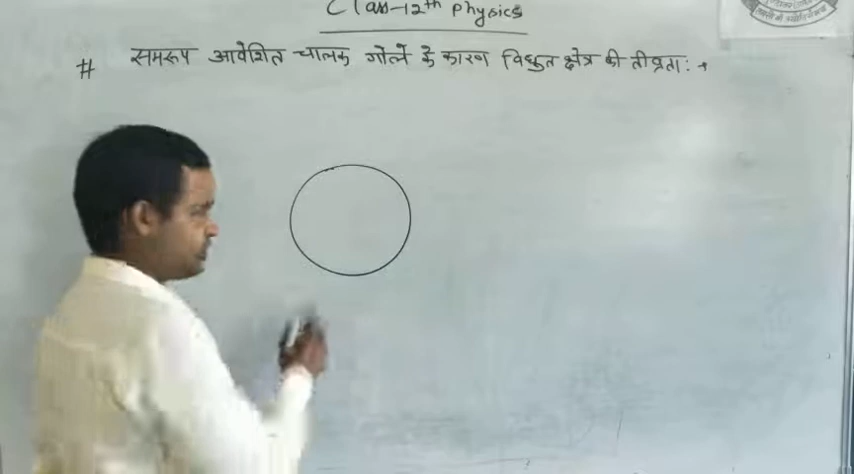 Class-12th Physics
# समरूप आवेशित चालक गोले के कारण विधुत क्षेत्र की तीव्रता :→